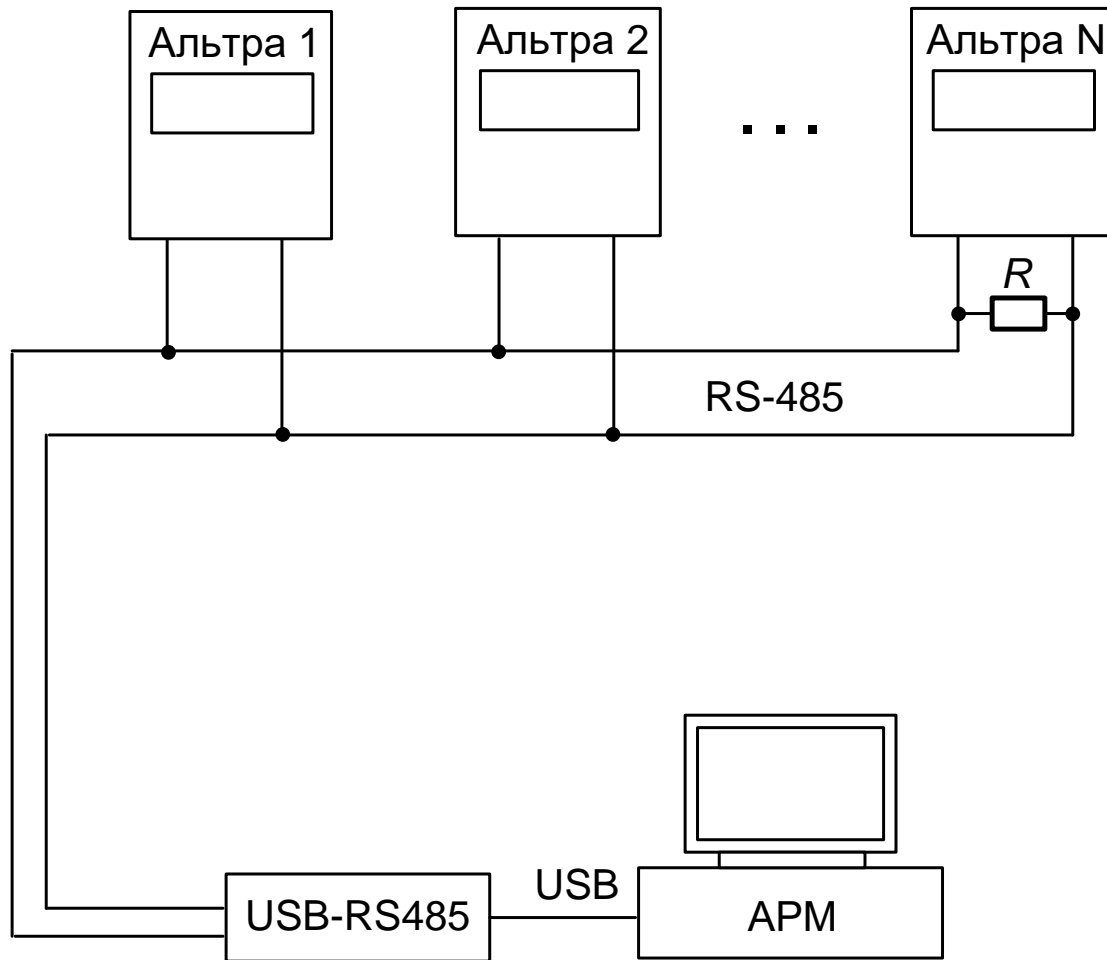 Альтра 1
Альтра 2
Альтра N
. . .
R
RS-485
USB-RS485
USB
АРМ